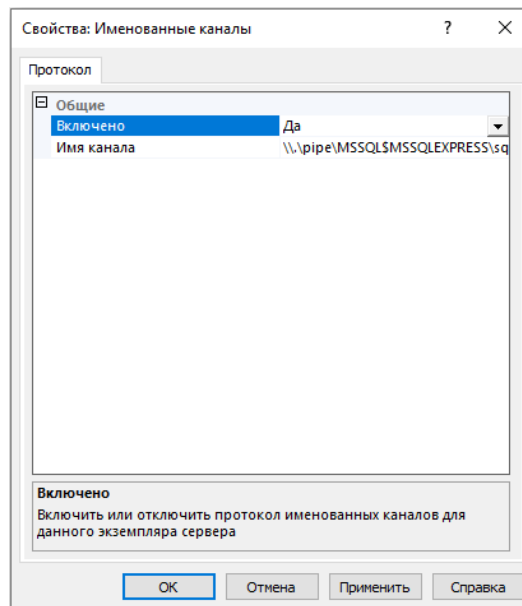 Свойства: Именованные каналы
Протокол
Общие
Включено Да
Имя канала \\.\pipe\MSSQL$MSSQLEXPRESS\sq
Включено
Включить или отключить протокол именованных каналов для
данного экземпляра сервера
ОК Отмена Применить Справка